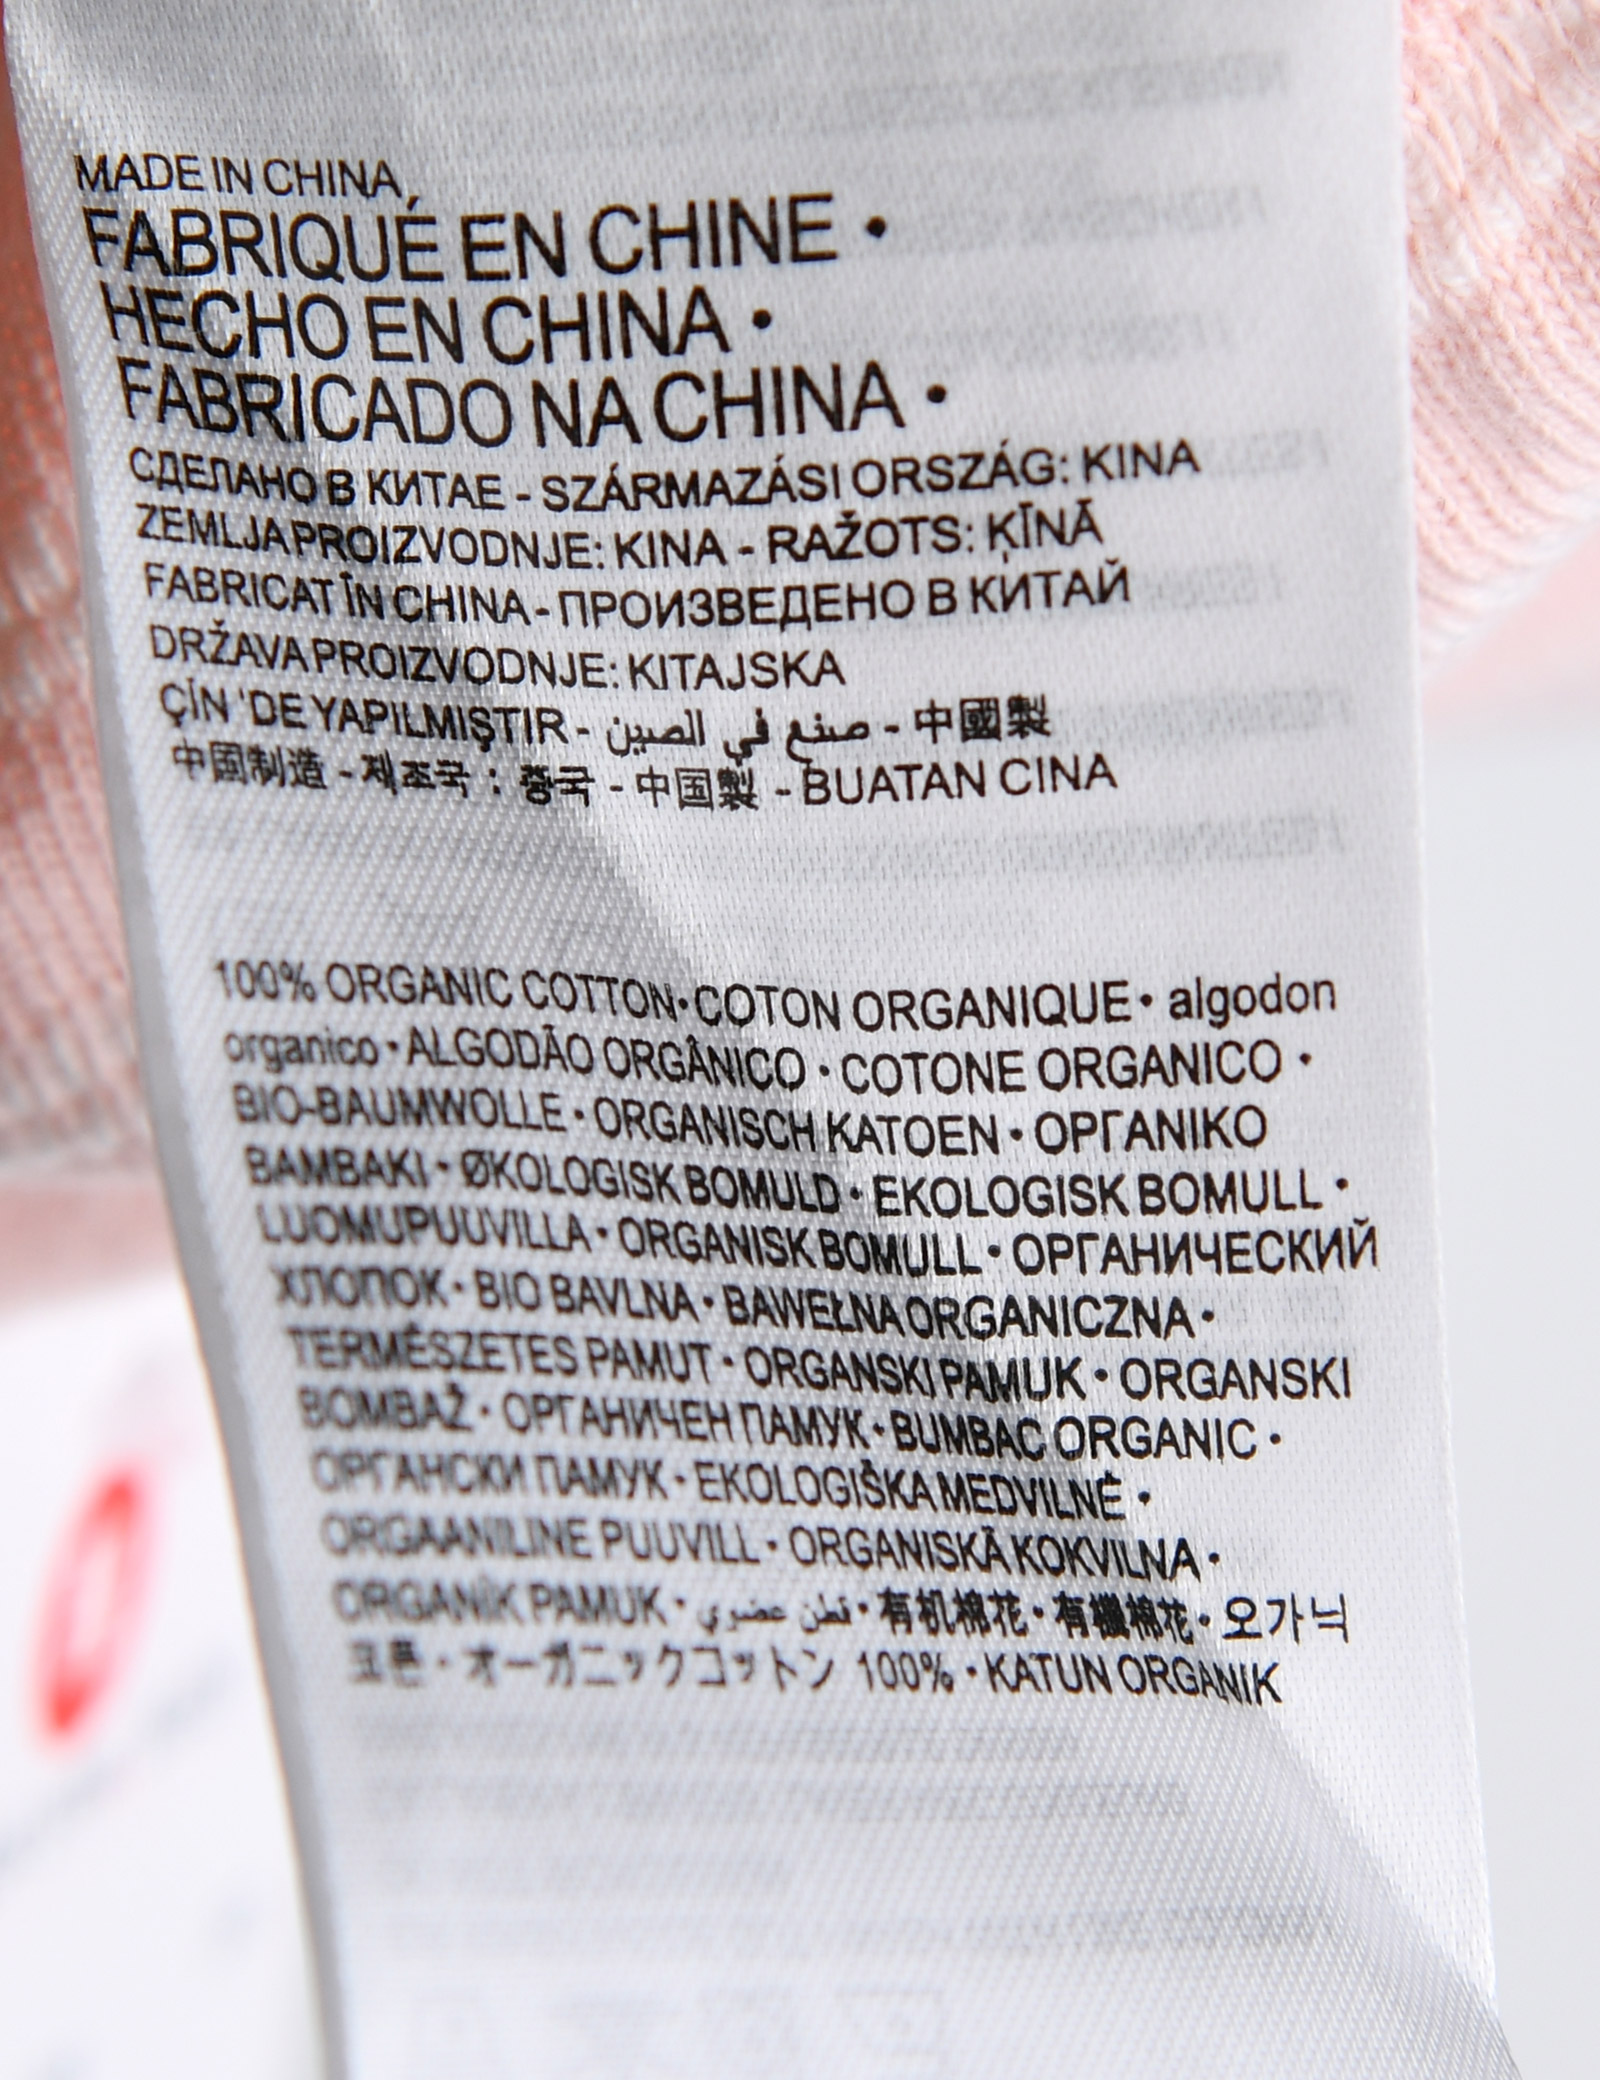 MADE IN CHINA,
FABRIQUÉ EN CHINE •
HECHO EN CHINA •
FABRICADO NA CHINA •
СДЕЛАНО В КИТАЕ - SZÁRMAZÁSI ORSZÁG: KINA
ZEMLJA PROIZVODNJE: KINA - RAŽOTS: ĶĪNĀ
FABRICAT ÎN CHINA - ПРОИЗВЕДЕНО В КИТАЙ
DRŽAVA PROIZVODNJE: KITAJSKA
ÇİN 'DE YAPILMIŞTIR - صنع في الصين - 中國製
中国制造 - 제조국 : 중국 - 中国製 - BUATAN CINA
100% ORGANIC COTTON • COTON ORGANIQUE • algodon
organico • ALGODÃO ORGÂNICO • COTONE ORGANICO •
BIO-BAUMWOLLE • ORGANISCH KATOEN • ΟΡΓΑΝΙΚΟ
ΒΑΜΒΑΚΙ • ØKOLOGISK BOMULD • EKOLOGISK BOMULL •
LUOMUPUUVILLA • ORGANISK BOMULL • ОРГАНИЧЕСКИЙ
ХЛОПОК • BIO BAVLNA • BAWEŁNA ORGANICZNA •
TERMÉSZETES PAMUT • ORGANSKI PAMUK • ORGANSKI
BOMBAŽ • ОРГАНИЧЕН ПАМУК • BUMBAC ORGANIC •
ОРГАНСКИ ПАМУК • EKOLOGIŠKA MEDVILNĖ •
ORGAANILINE PUUVILL • ORGANISKĀ KOKVILNA •
ORGANİK PAMUK • قطن عضوي • 有机棉花 • 有機棉花 • 오가닉
코튼 • オーガニックコットン 100% • KATUN ORGANIK